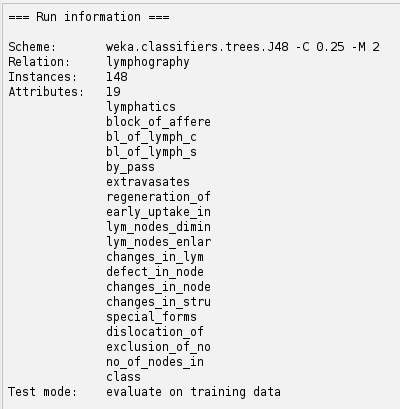 === Run information ===
Scheme: weka.classifiers.trees.J48 -C 0.25 -M 2
Relation: lymphography
Instances: 148
Attributes: 19
lymphatics
block_of_affere
bl_of_lymph_c
bl_of_lymph_s
by_pass
extravasates
regeneration_of
early_uptake_in
lym_nodes_dimin
lym_nodes_enlar
changes_in_lym
defect_in_node
changes_in_node
changes_in_stru
special_forms
dislocation_of
exclusion_of_no
no_of_nodes_in
class
Test mode: evaluate on training data